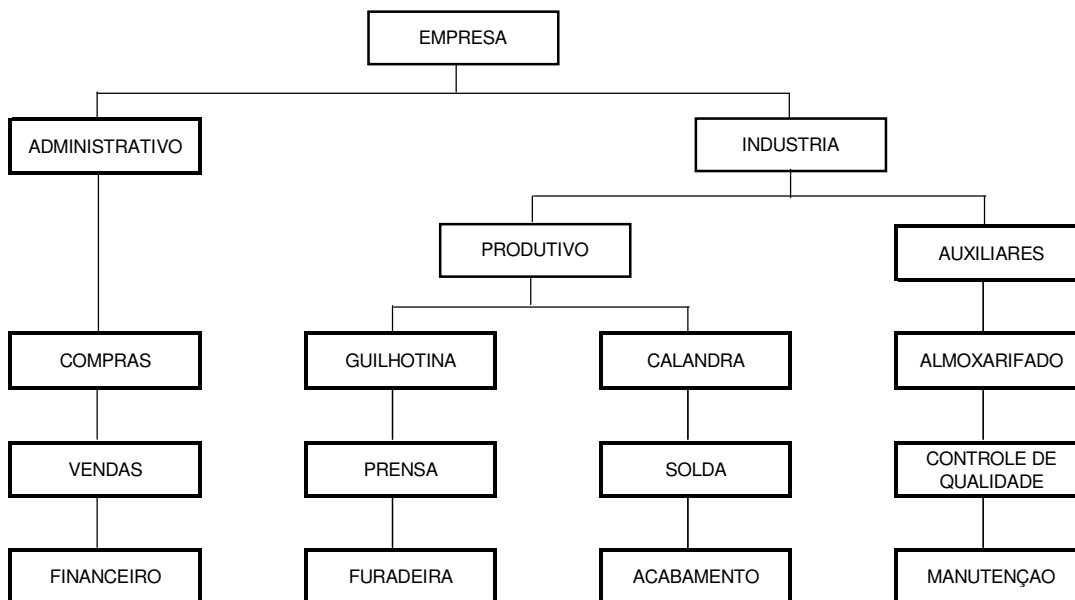 EMPRESA
ADMINISTRATIVO
INDUSTRIA
PRODUTIVO
AUXILIARES
COMPRAS
GUILHOTINA
CALANDRA
ALMOXARIFADO
VENDAS
PRENSA
SOLDA
CONTROLE DE
QUALIDADE
FINANCEIRO
FURADEIRA
ACABAMENTO
MANUTENÇAO